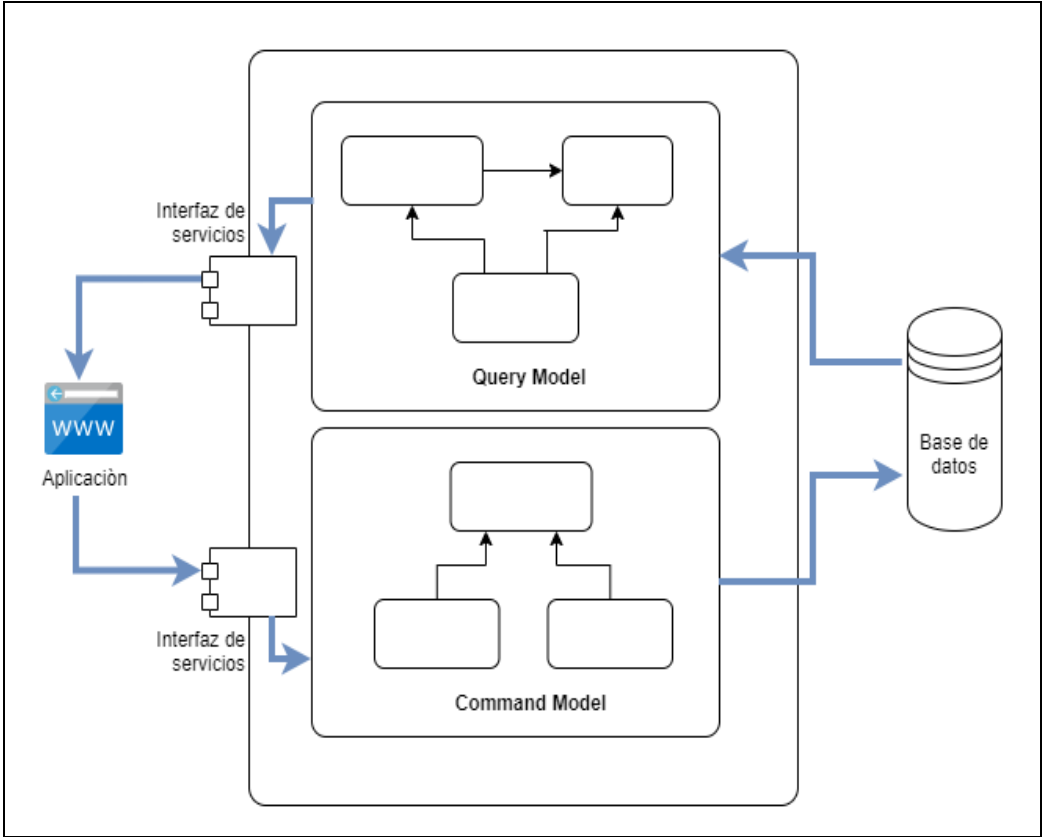 Interfaz de
servicios
Query Model
WWW
Aplicaciòn
Base de
datos
Interfaz de
servicios
Command Model